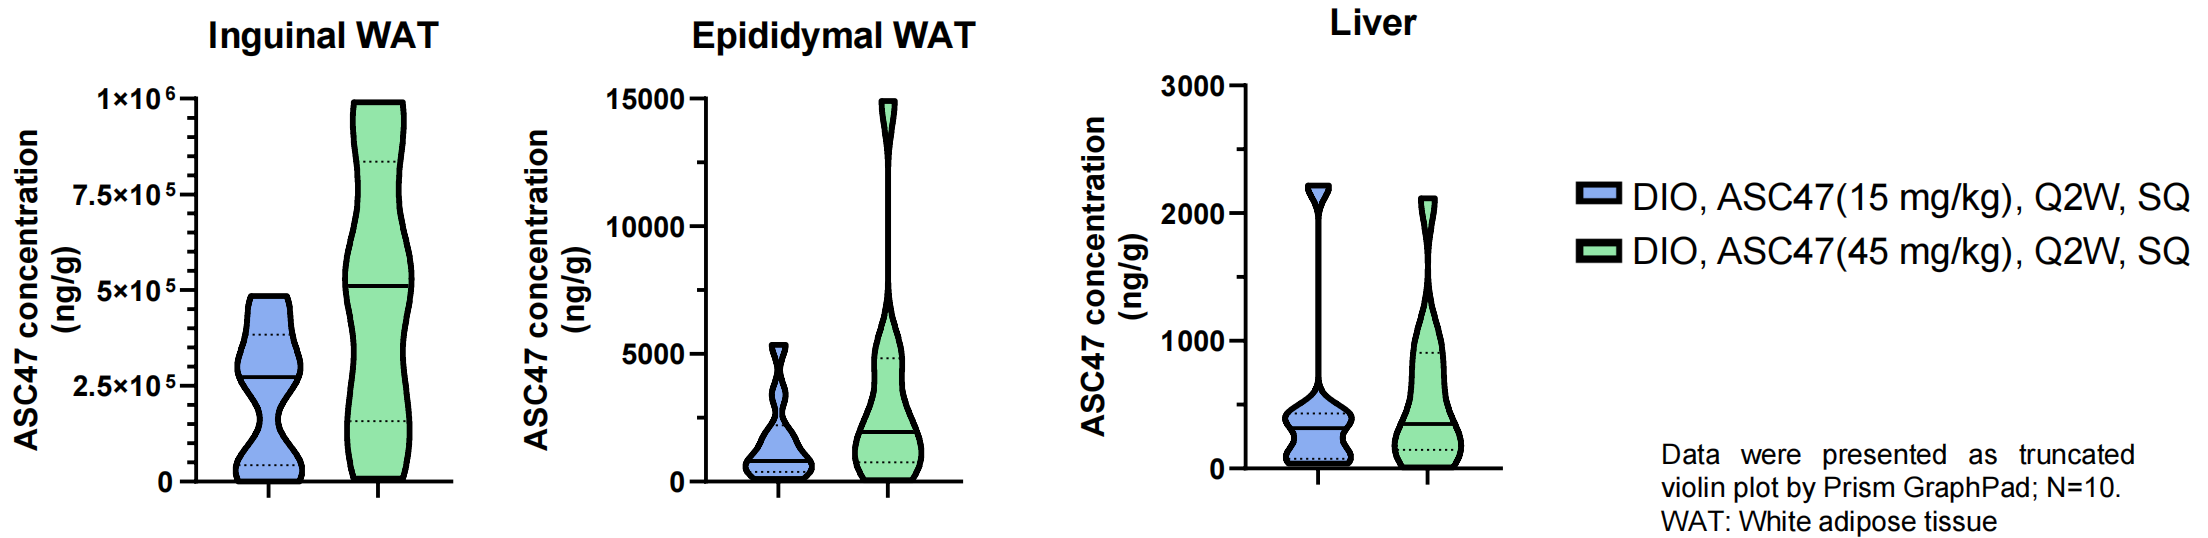 Inguinal WAT
ASC47 concentration
(ng/g)
1×10⁶
7.5×10⁵
5×10⁵
2.5×10⁵
0
Epididymal WAT
ASC47 concentration
(ng/g)
15000
10000
5000
0
Liver
ASC47 concentration
(ng/g)
3000
2000
1000
0
DIO, ASC47(15 mg/kg), Q2W, SQ
DIO, ASC47(45 mg/kg), Q2W, SQ
Data were presented as truncated
violin plot by Prism GraphPad; N=10.
WAT: White adipose tissue